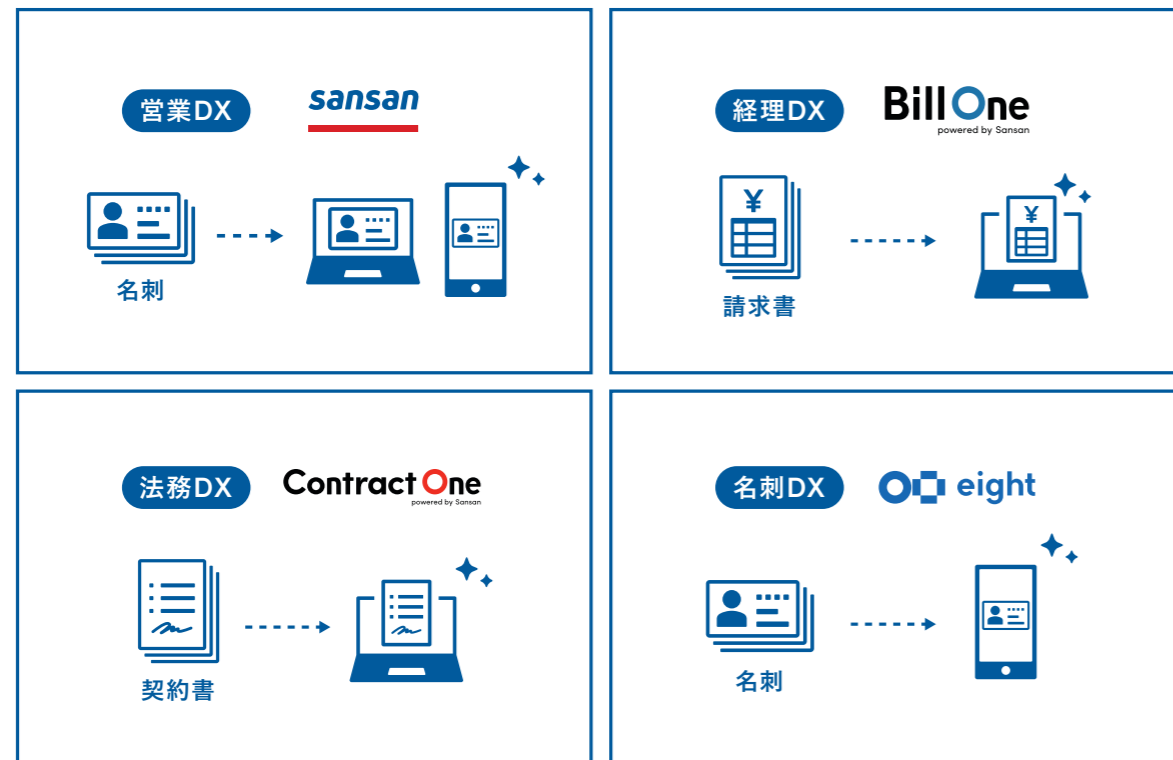 営業DX
sansan
名刺
経理DX
Bill One
powered by Sansan
¥
¥
請求書
法務DX
Contract One
powered by Sansan
契約書
名刺DX
eight
名刺